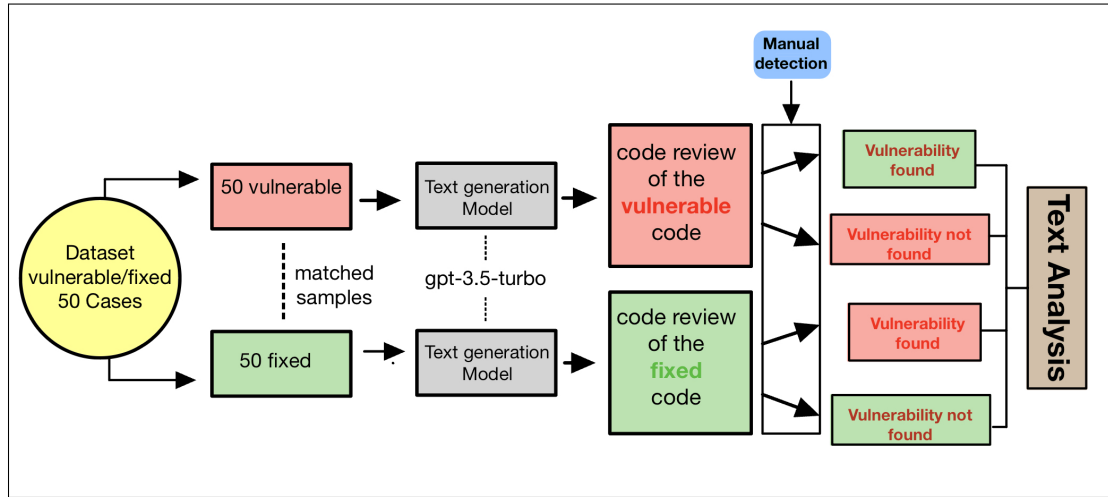 Manual
detection
Dataset
vulnerable/fixed
50 Cases
50 vulnerable
matched
samples
50 fixed
Text generation
Model
gpt-3.5-turbo
Text generation
Model
code review
of the
vulnerable
code
code review
of the
fixed
code
Vulnerability
found
Vulnerability not
found
Vulnerability
found
Vulnerability not
found
Text Analysis